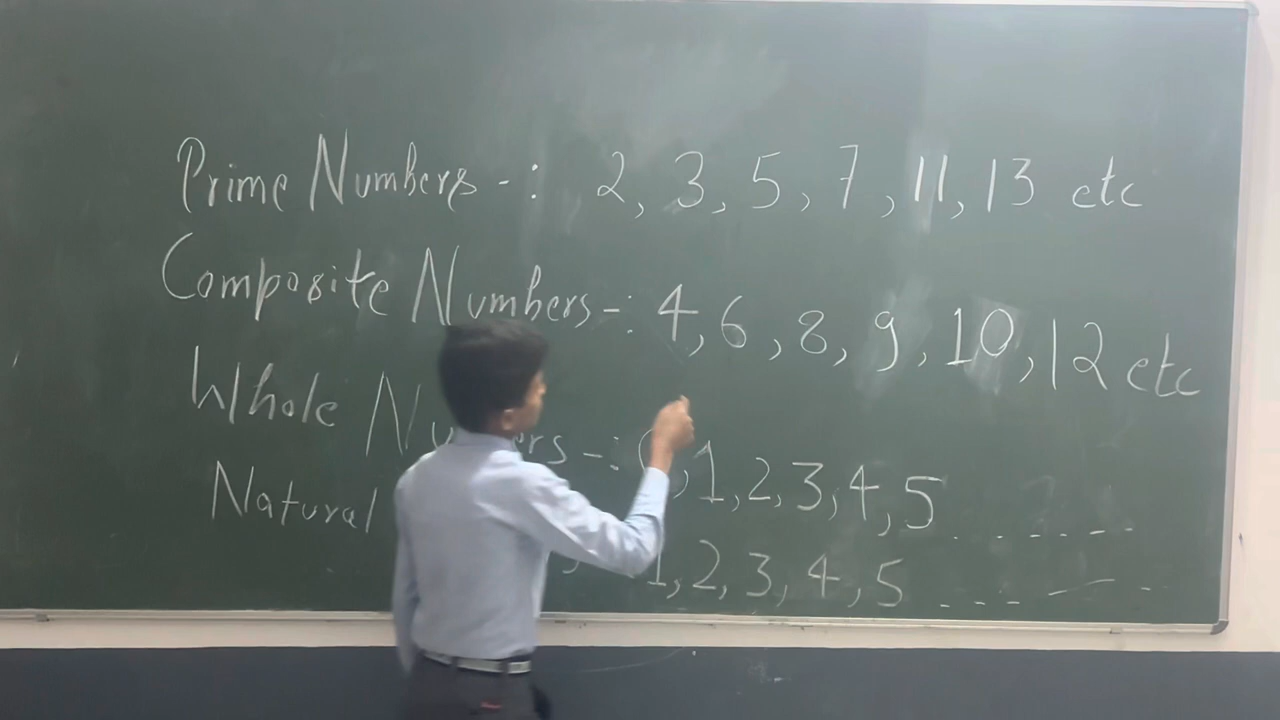 Prime Numbers -: 2, 3, 5, 7, 11, 13 etc
Composite Numbers -: 4, 6, 8, 9, 10, 12 etc
Whole -: , 1, 2, 3, 4, 5 . . . . . .
Natural 1, 2, 3, 4, 5 . . . . . .